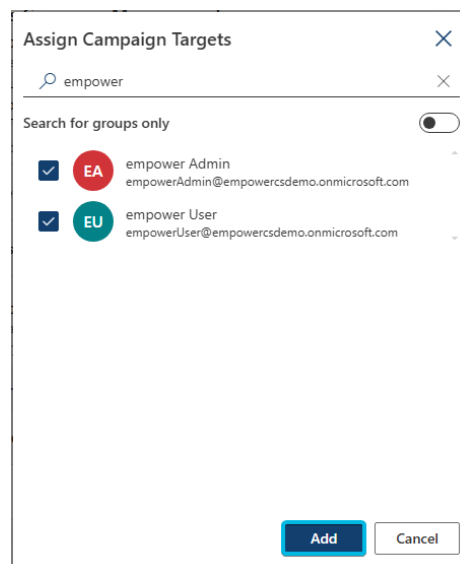 Assign Campaign Targets
empower
Search for groups only
EA
empower Admin
empowerAdmin@empowercsdemo.onmicrosoft.com
EU
empower User
empowerUser@empowercsdemo.onmicrosoft.com
Add
Cancel